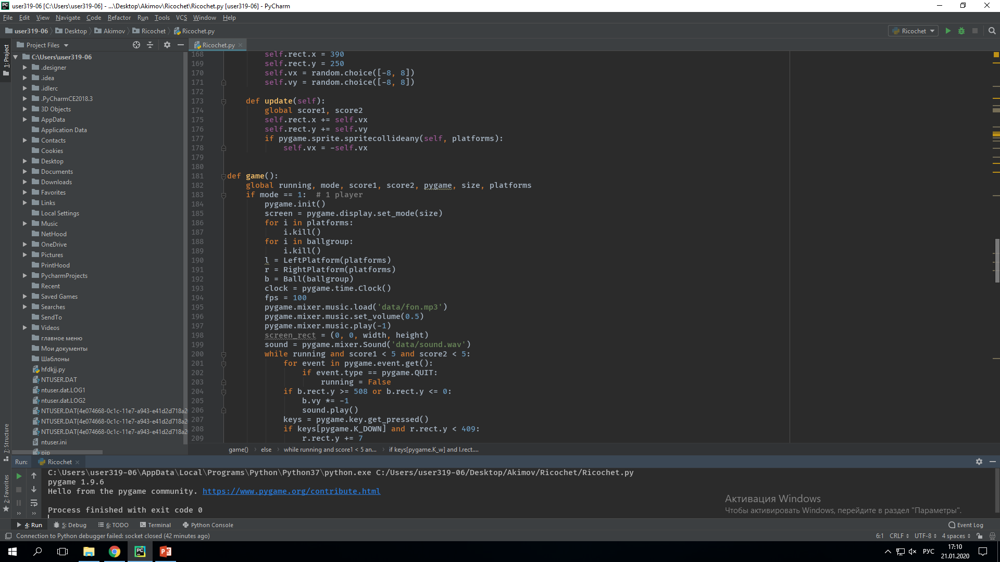 user319-06 [C:\Users\user319-06] - ...\Desktop\Akimov\Ricochet\Ricochet.py [user319-06] - PyCharm
File Edit View Navigate Code Refactor Run Tools VCS Window Help
user319-06 Desktop Akimov Ricochet Ricochet.py
Ricochet
1: Project
Project Files
C:\Users\user319-06
.designer
.idea
.idlerc
.PyCharmCE2018.3
3D Objects
AppData
Application Data
Contacts
Cookies
Desktop
Documents
Downloads
Favorites
Links
Local Settings
Music
NetHood
OneDrive
Pictures
PrintHood
PycharmProjects
Recent
Saved Games
Searches
SendTo
Videos
главное меню
Мои документы
Шаблоны
hfdkjj.py
NTUSER.DAT
ntuser.dat.LOG1
ntuser.dat.LOG2
NTUSER.DAT{4e074668-0c1c-11e7-a943-e41d2d718a2
NTUSER.DAT{4e074668-0c1c-11e7-a943-e41d2d718a2
NTUSER.DAT{4e074668-0c1c-11e7-a943-e41d2d718a2
ntuser.ini
pip
Ricochet.py
168 self.rect.x = 390
169 self.rect.y = 250
170 self.vx = random.choice([-8, 8])
171 self.vy = random.choice([-8, 8])
172
173 def update(self):
174 global score1, score2
175 self.rect.x += self.vx
176 self.rect.y += self.vy
177 if pygame.sprite.spritecollideany(self, platforms):
178 self.vx = -self.vx
179
180
181 def game():
182 global running, mode, score1, score2, pygame, size, platforms
183 if mode == 1:  # 1 player
184 pygame.init()
185 screen = pygame.display.set_mode(size)
186 for i in platforms:
187 i.kill()
188 for i in ballgroup:
189 i.kill()
190 l = LeftPlatform(platforms)
191 r = RightPlatform(platforms)
192 b = Ball(ballgroup)
193 clock = pygame.time.Clock()
194 fps = 100
195 pygame.mixer.music.load('data/fon.mp3')
196 pygame.mixer.music.set_volume(0.5)
197 pygame.mixer.music.play(-1)
198 screen_rect = (0, 0, width, height)
199 sound = pygame.mixer.Sound('data/sound.wav')
200 while running and score1 < 5 and score2 < 5:
201 for event in pygame.event.get():
202 if event.type == pygame.QUIT:
203 running = False
204 if b.rect.y >= 508 or b.rect.y <= 0:
205 b.vy *= -1
206 sound.play()
207 keys = pygame.key.get_pressed()
208 if keys[pygame.K_DOWN] and r.rect.y < 409:
209 r.rect.y += 7
game() else while running and score1 < 5 an... if keys[pygame.K_w] and l.rect....
7: Structure
2: Favorites
Run: Ricochet
C:\Users\user319-06\AppData\Local\Programs\Python\Python37\python.exe C:/Users/user319-06/Desktop/Akimov/Ricochet/Ricochet.py
pygame 1.9.6
Hello from the pygame community. https://www.pygame.org/contribute.html
Process finished with exit code 0
Активация Windows
Чтобы активировать Windows, перейдите в раздел "Параметры".
4: Run 5: Debug 6: TODO Terminal Python Console Event Log
Connection to Python debugger failed: socket closed (42 minutes ago) 6:1 CRLF UTF-8 4 spaces
РУС
17:10
21.01.2020